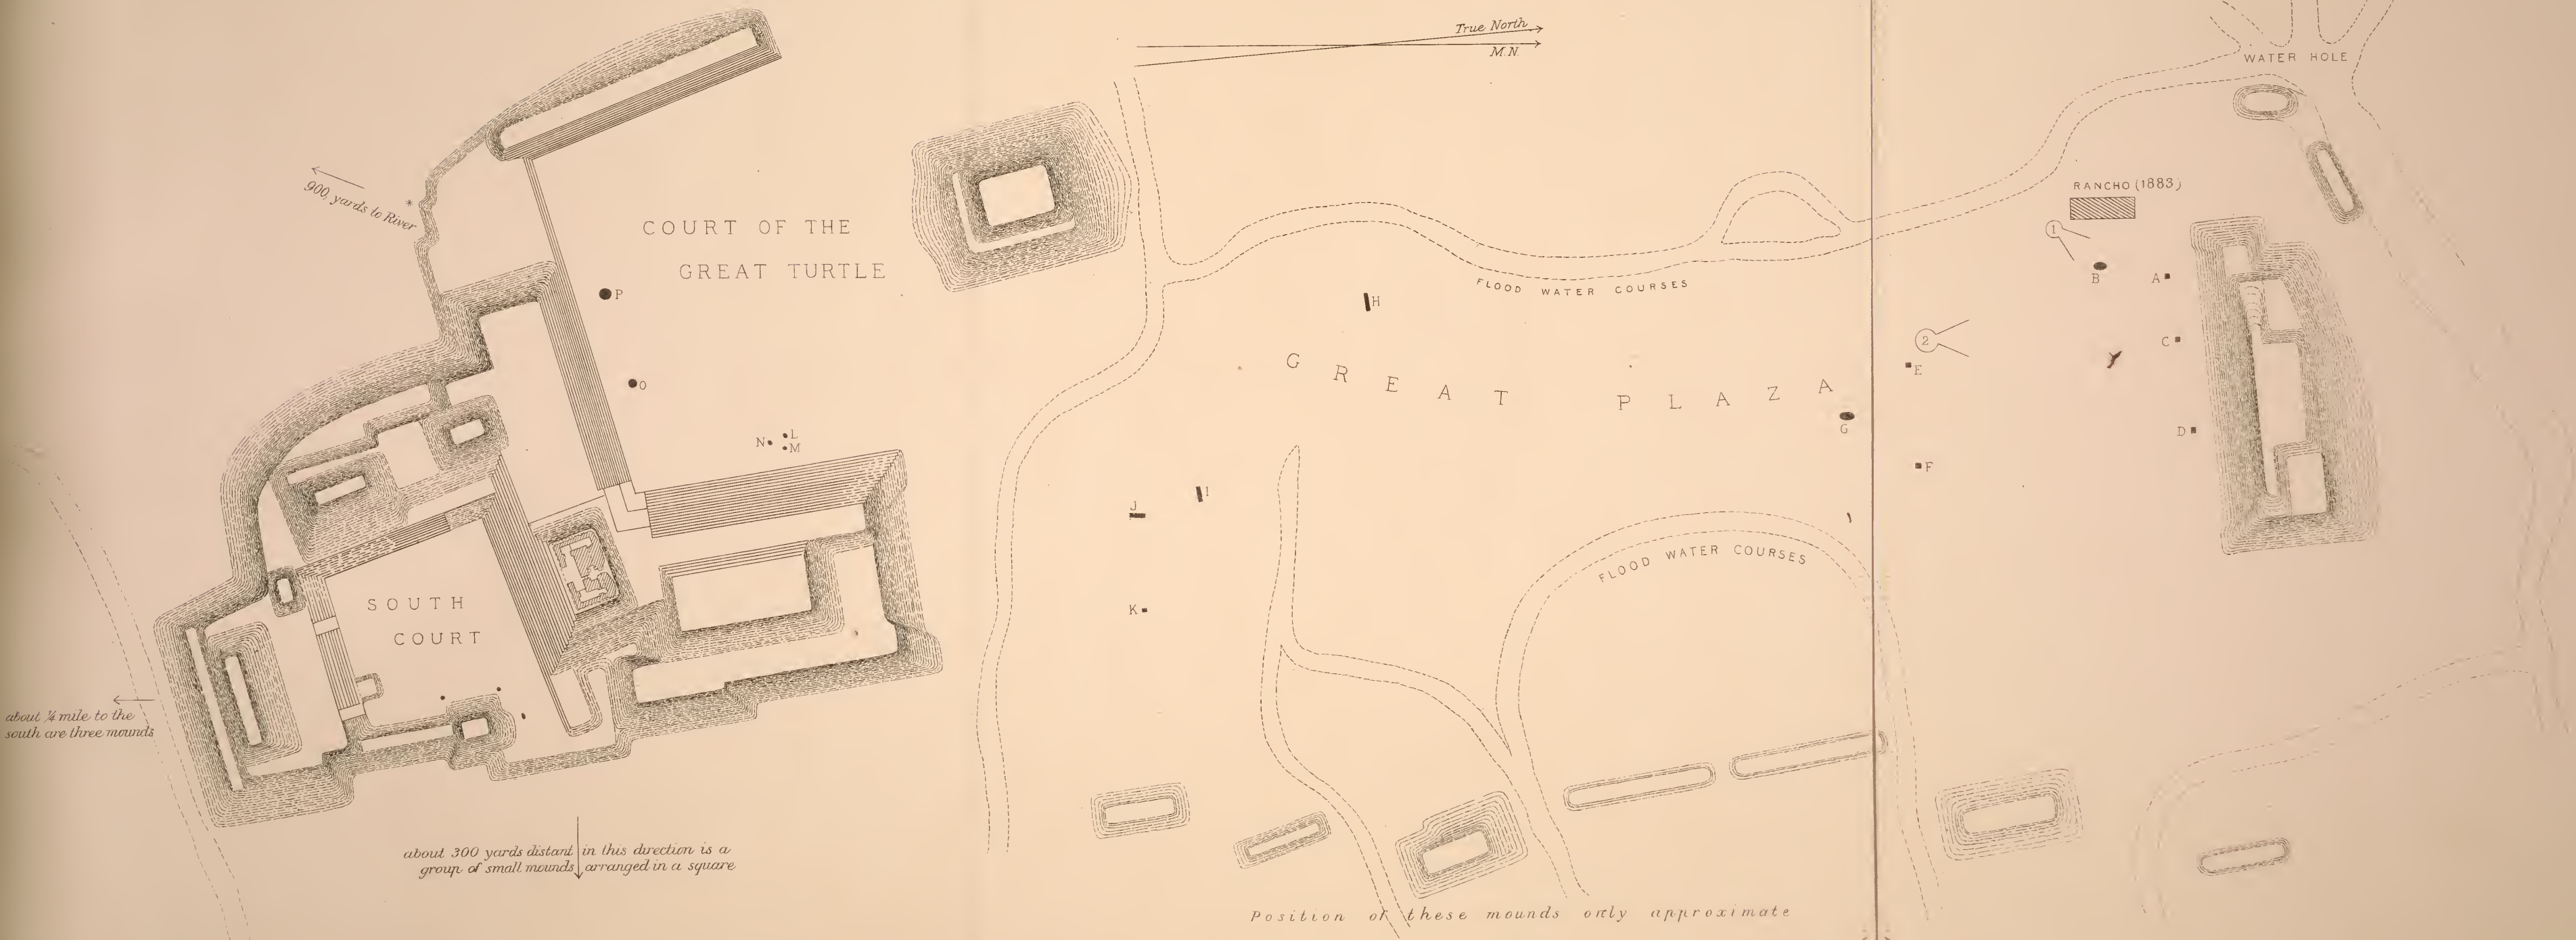 True North
M.N.
WATER HOLE
900 yards to River
RANCHO (1883)
1
COURT OF THE
GREAT TURTLE
B
A
P
H
FLOOD WATER COURSES
2
C
GREAT PLAZA
E
O
G
D
N
L
M
F
I
J
FLOOD WATER COURSES
K
SOUTH
COURT
about ¼ mile to the
south are three mounds
about 300 yards distant in this direction is a
group of small mounds arranged in a square
Position of these mounds only approximate